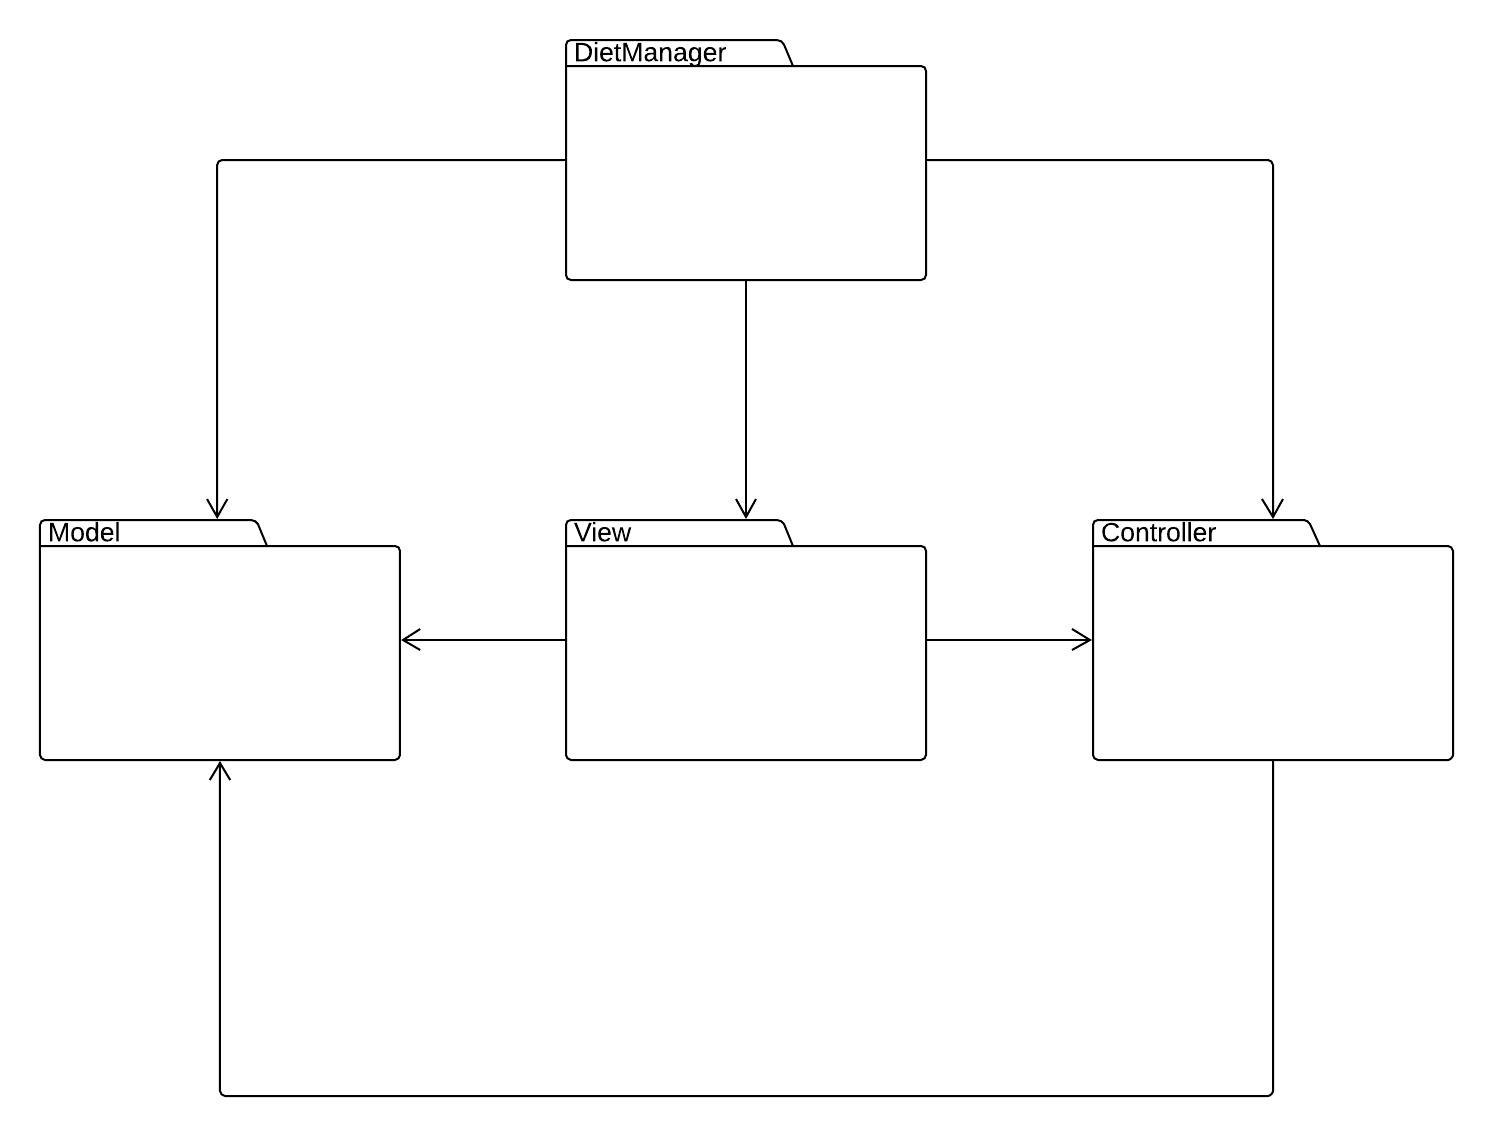 DietManager
Model
View
Controller